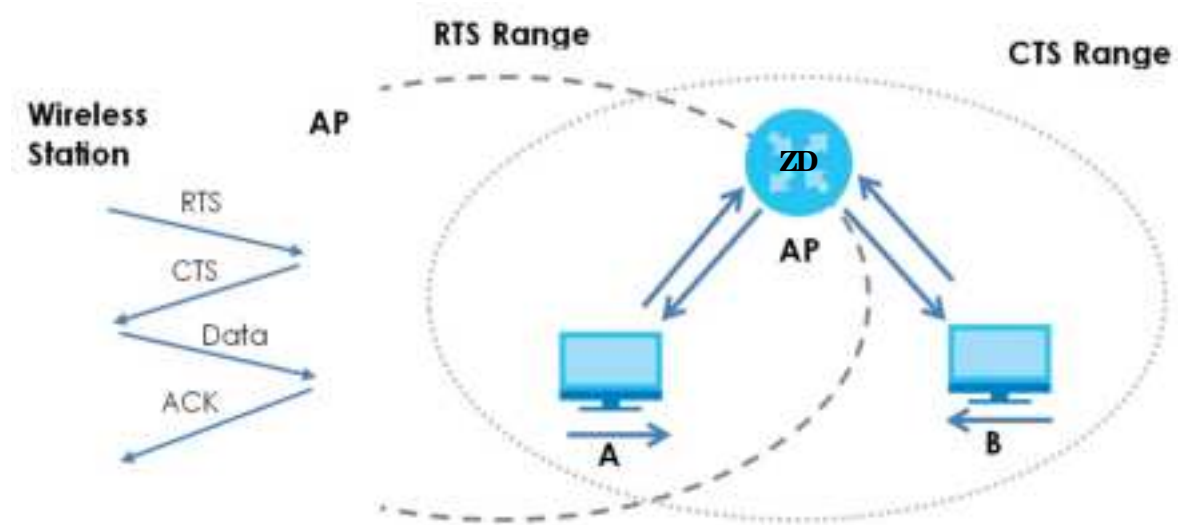 RTS Range
CTS Range
Wireless
Station
AP
RTS
CTS
Data
ACK
ZD
AP
A
B